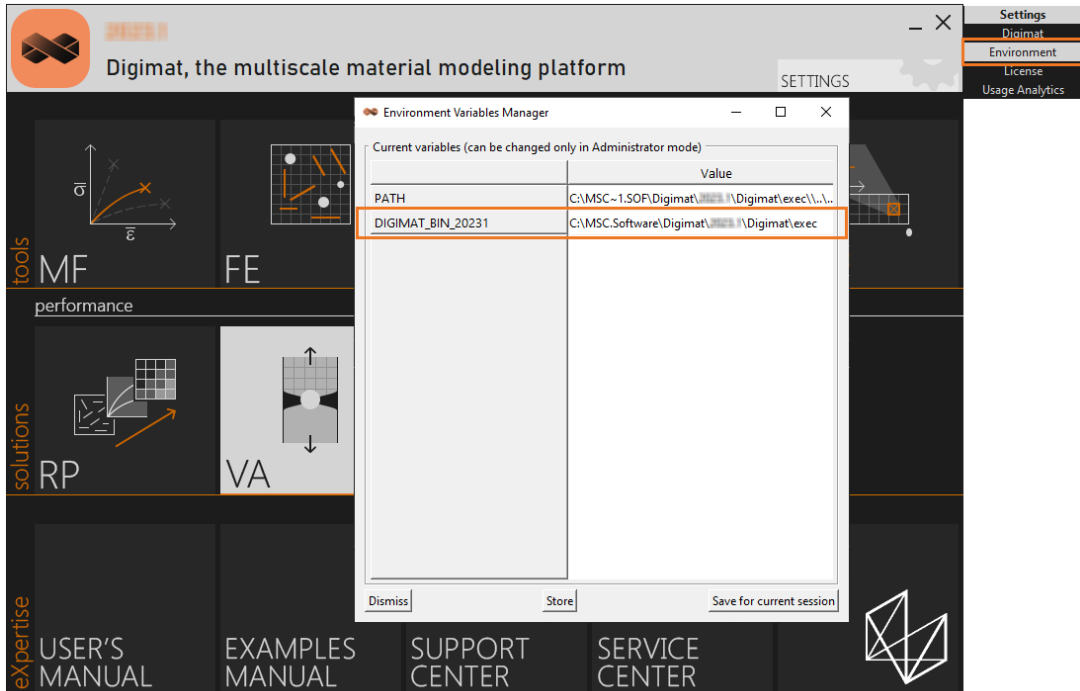 Digimat, the multiscale material modeling platform
SETTINGS
Settings
Digimat
Environment
License
Usage Analytics
Environment Variables Manager
Current variables (can be changed only in Administrator mode)
Value
PATH
C:\MSC~1.SOF\Digimat\ \Digimat\exec\\..\..
DIGIMAT_BIN_20231
C:\MSC.Software\Digimat\ \Digimat\exec
Dismiss
Store
Save for current session
tools
σ
ε
MF
FE
performance
solutions
RP
VA
eXpertise
USER'S
MANUAL
EXAMPLES
MANUAL
SUPPORT
CENTER
SERVICE
CENTER